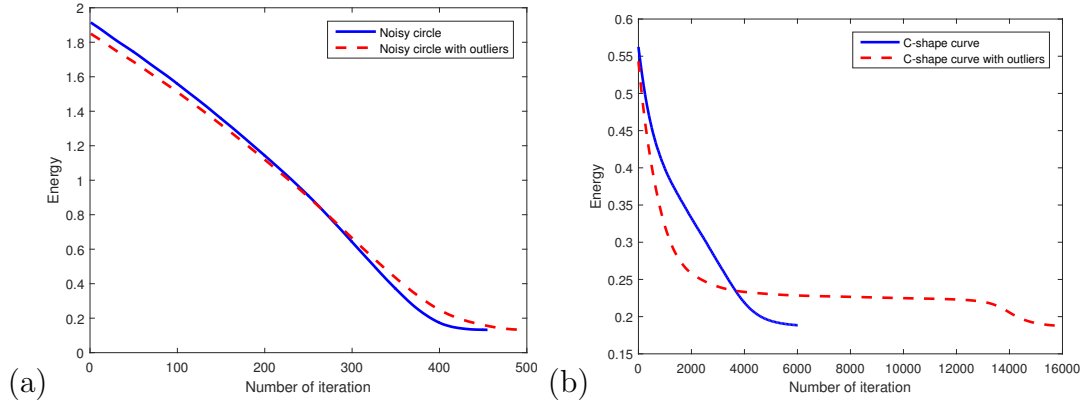 (a)
Energy
2
1.8
1.6
1.4
1.2
1
0.8
0.6
0.4
0.2
0
0 100 200 300 400 500
Number of iteration
Noisy circle
Noisy circle with outliers
(b)
Energy
0.6
0.55
0.5
0.45
0.4
0.35
0.3
0.25
0.2
0.15
0 2000 4000 6000 8000 10000 12000 14000 16000
Number of iteration
C-shape curve
C-shape curve with outliers